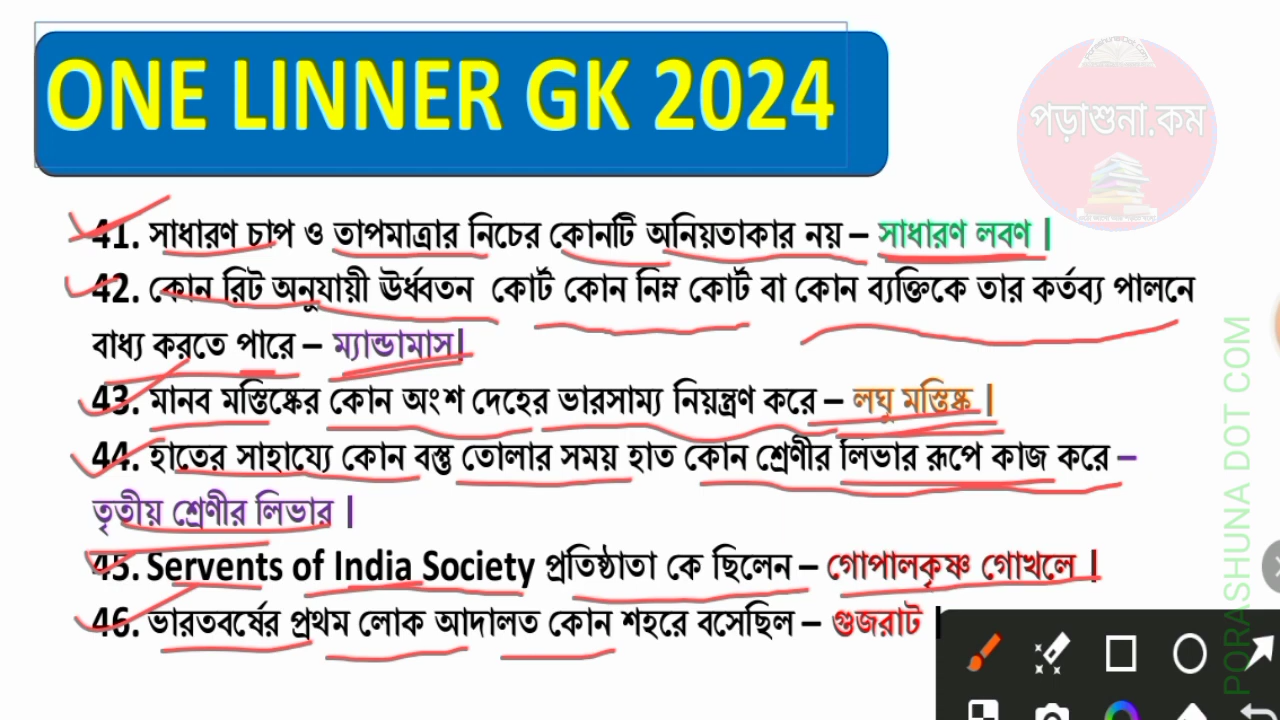 ONE LINNER GK 2024
পড়াশুনা.কম
41. সাধারণ চাপ ও তাপমাত্রার নিচের কোনটি অনিয়তাকার নয় – সাধারণ লবণ |
42. কোন রিট অনুযায়ী ঊর্ধ্বতন কোর্ট কোন নিম্ন কোর্ট বা কোন ব্যক্তিকে তার কর্তব্য পালনে
বাধ্য করতে পারে – ম্যান্ডামাস|
43. মানব মস্তিষ্কের কোন অংশ দেহের ভারসাম্য নিয়ন্ত্রণ করে – লঘু মস্তিষ্ক |
44. হাতের সাহায্যে কোন বস্তু তোলার সময় হাত কোন শ্রেণীর লিভার রূপে কাজ করে –
তৃতীয় শ্রেণীর লিভার |
45. Servents of India Society প্রতিষ্ঠাতা কে ছিলেন – গোপালকৃষ্ণ গোখলে |
46. ভারতবর্ষের প্রথম লোক আদালত কোন শহরে বসেছিল – গুজরাট |
PORASHUNA DOT COM